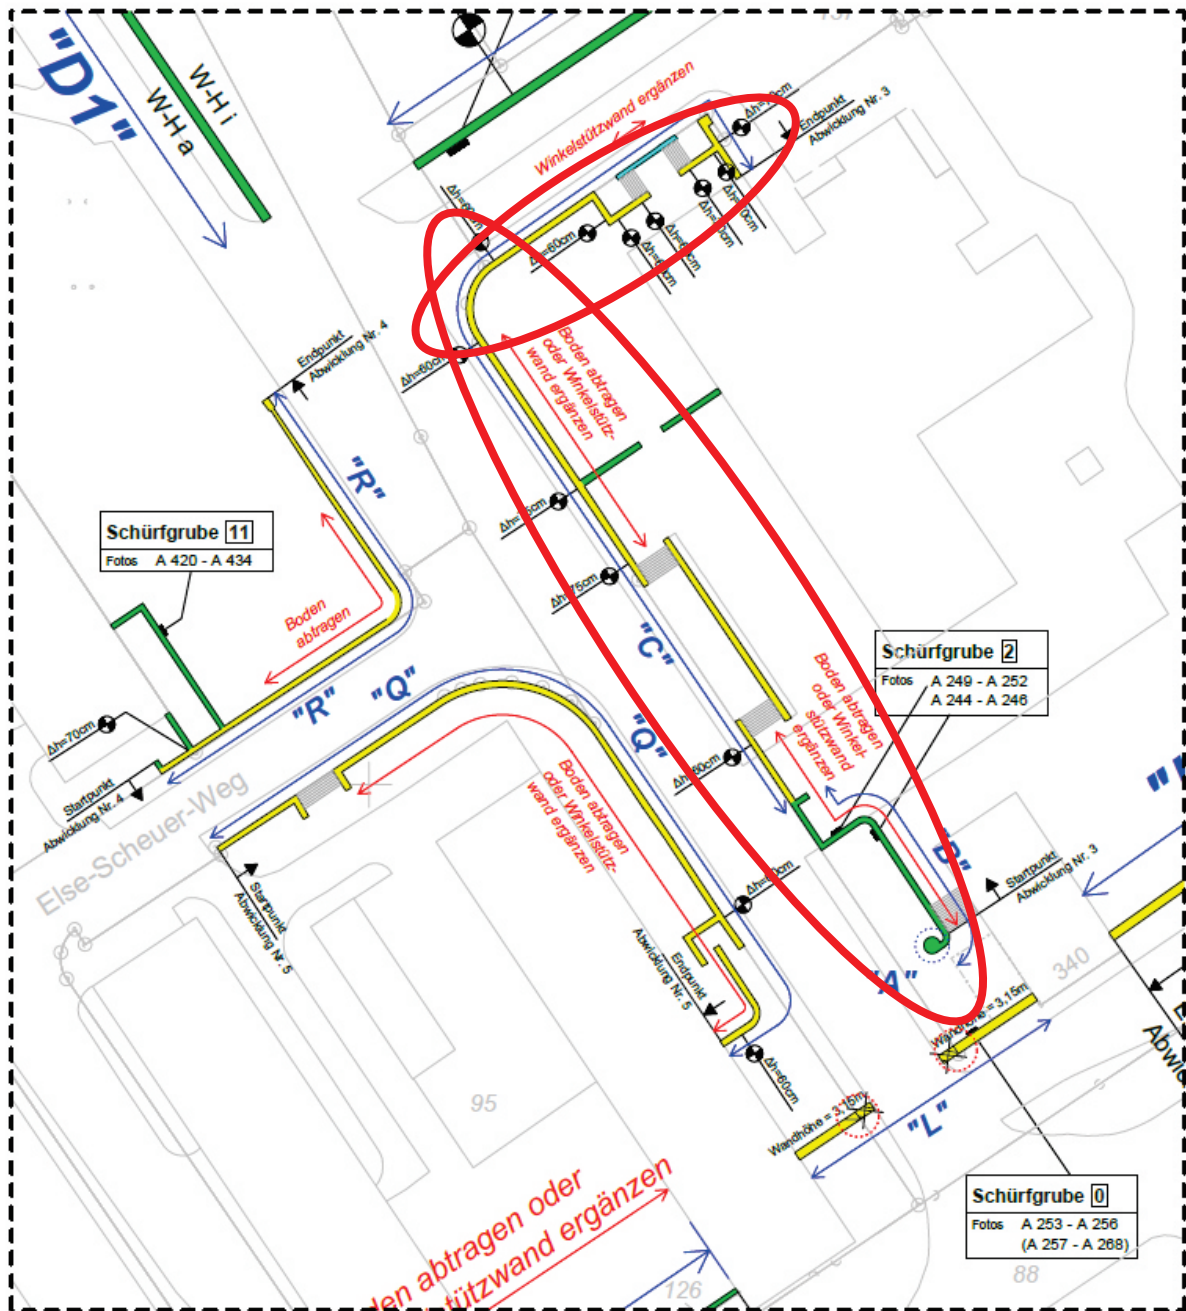 "D1"
W-H i
W-H a
137
Winkelstützwand ergänzen
Endpunkt
Abwicklung Nr. 3
Δh=60cm
Δh=60cm
Endpunkt
Abwicklung Nr. 4
Δh=60cm
Boden abtragen
oder Winkelstütz-
wand ergänzen
"R"
Schürfgrube 11
Fotos A 420 - A 434
Boden
abtragen
Δh=75cm
"C"
Schürfgrube 2
Fotos A 249 - A 252
A 244 - A 246
"R"
"Q"
"Q"
Δh=70cm
Startpunkt
Abwicklung Nr. 4
Else-Scheuer-Weg
Boden abtragen
oder Winkel-
stützwand
ergänzen
Boden abtragen
oder Winkelstütz-
wand ergänzen
"B"
Startpunkt
Abwicklung Nr. 3
Startpunkt
Abwicklung Nr. 5
Endpunkt
Abwicklung Nr. 5
"A"
340
Wandhöhe = 3,15m
Δh=60cm
Wandhöhe = 3,15m
"L"
95
Schürfgrube 0
Fotos A 253 - A 256
(A 257 - A 268)
den abtragen oder
stützwand ergänzen
126
88